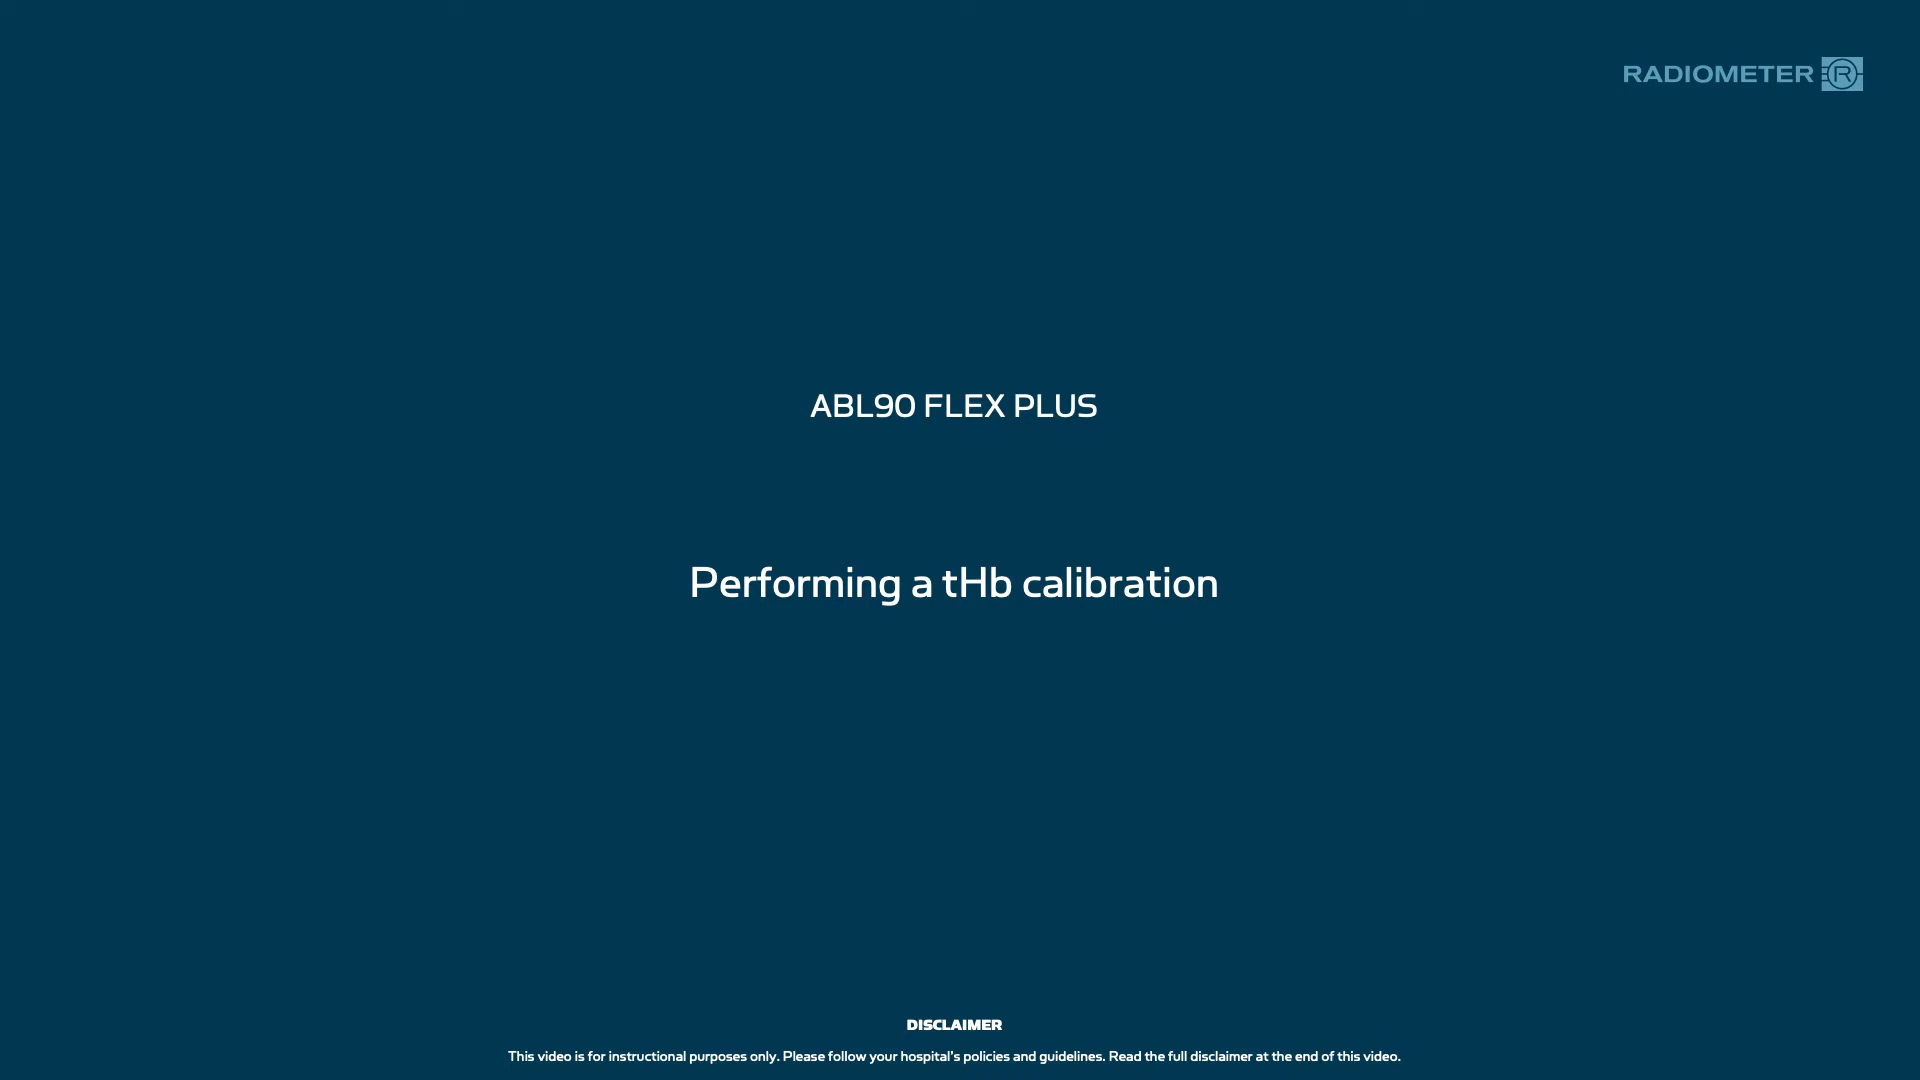 RADIOMETER
ABL90 FLEX PLUS
Performing a tHb calibration
DISCLAIMER
This video is for instructional purposes only. Please follow your hospital's policies and guidelines. Read the full disclaimer at the end of this video.